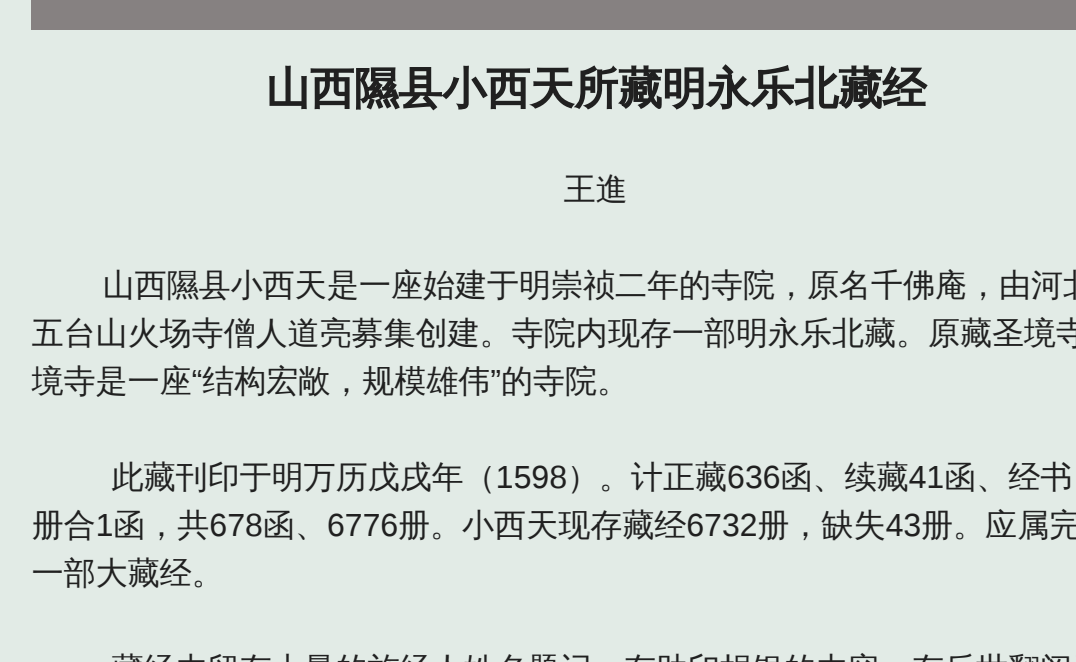 山西隰县小西天所藏明永乐北藏经
王進
山西隰县小西天是一座始建于明崇祯二年的寺院，原名千佛庵，由河北
五台山火场寺僧人道亮募集创建。寺院内现存一部明永乐北藏。原藏圣境寺
境寺是一座“结构宏敞，规模雄伟”的寺院。
此藏刊印于明万历戊戌年（1598）。计正藏636函、续藏41函、经书
册合1函，共678函、6776册。小西天现存藏经6732册，缺失43册。应属完
一部大藏经。